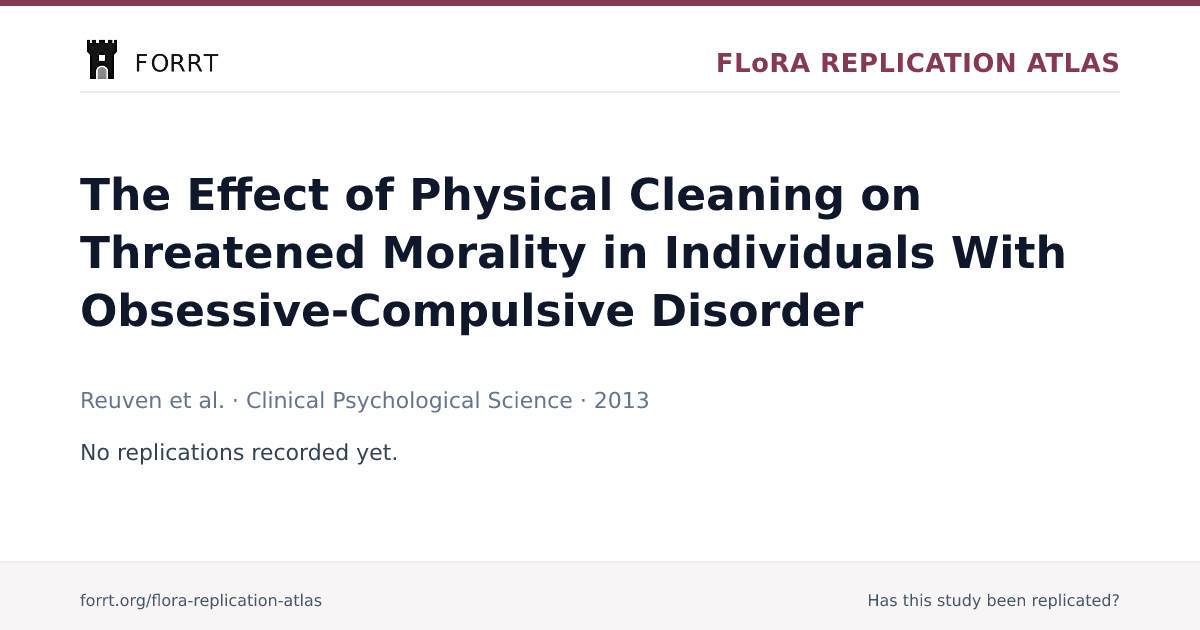 FORRT
FLoRA REPLICATION ATLAS
The Effect of Physical Cleaning on
Threatened Morality in Individuals With
Obsessive-Compulsive Disorder
Reuven et al. · Clinical Psychological Science · 2013
No replications recorded yet.
forrt.org/flora-replication-atlas
Has this study been replicated?